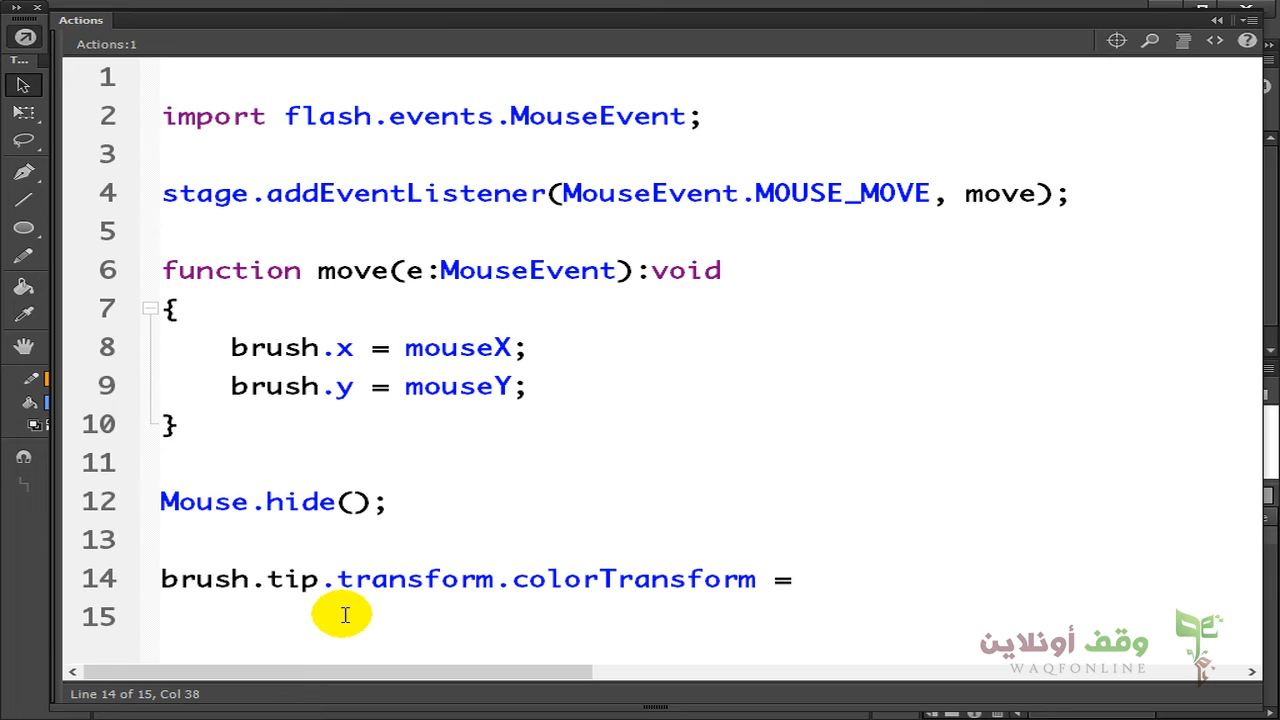 Actions
Actions:1
T...
1
2 import flash.events.MouseEvent;
3
4 stage.addEventListener(MouseEvent.MOUSE_MOVE, move);
5
6 function move(e:MouseEvent):void
7 {
8 brush.x = mouseX;
9 brush.y = mouseY;
10 }
11
12 Mouse.hide();
13
14 brush.tip.transform.colorTransform =
15
وقف أونلاين
WAQFONLINE
Line 14 of 15, Col 38